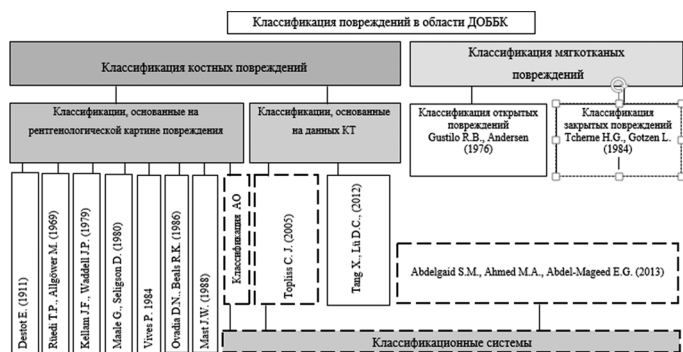 Классификация повреждений в области ДОББК
Классификация костных повреждений
Классификация мягкотканых
повреждений
Классификации, основанные на
рентгенологической картине повреждения
Классификации, основанные
на данных КТ
Классификация открытых
повреждений
Gustilo R.B., Andersen
(1976)
Классификация
закрытых повреждений
Tcherne H.G., Gotzen L.
(1984)
Destot E. (1911)
Rüedi T.P., Allgöwer M. (1969)
Kellam J.F., Waddell J.P. (1979)
Maale G., Seligson D. (1980)
Vives P. 1984
Ovadia D.N., Beals R.K. (1986)
Mast J.W. (1988)
Классификация АО
Topliss C. J. (2005)
Tang X., Lü D.C., (2012)
Abdelgaid S.M., Ahmed M.A., Abdel-Mageed E.G. (2013)
Классификационные системы